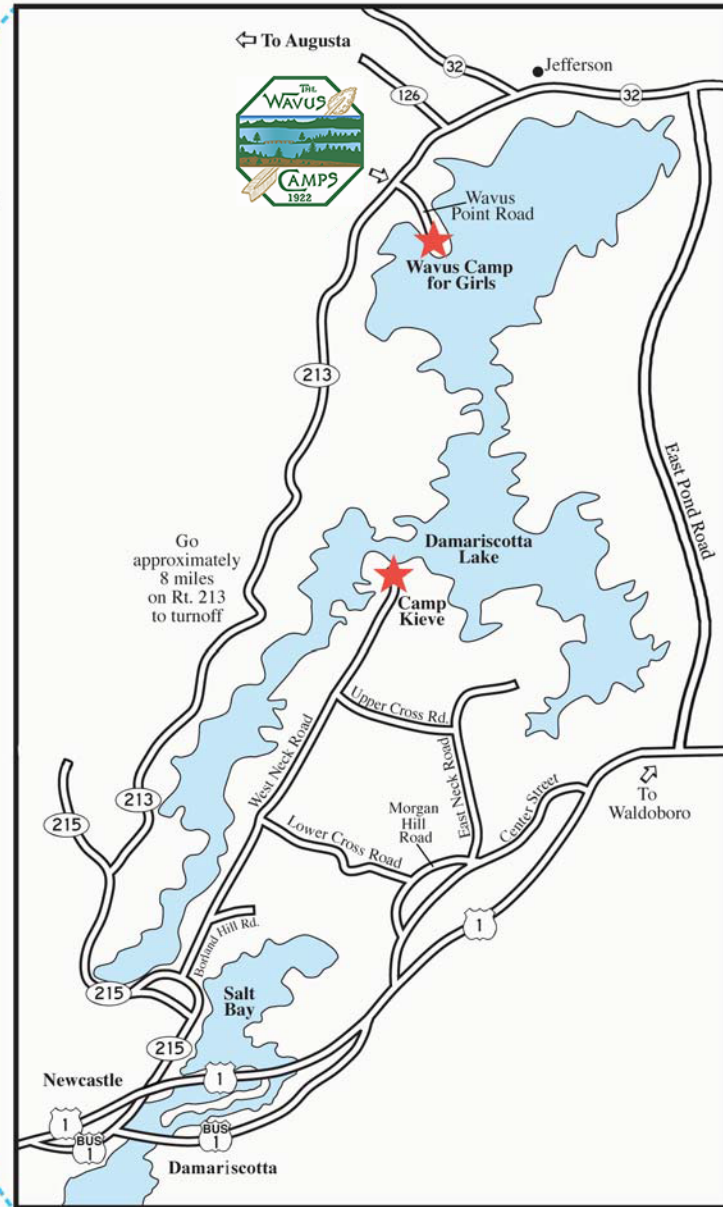 ⇦ To Augusta
32
Jefferson
126
32
THE
WAVUS
CAMPS
1922
Wavus
Point Road
Wavus Camp
for Girls
213
East Pond Road
Go
approximately
8 miles
on Rt. 213
to turnoff
Damariscotta
Lake
Camp
Kieve
Upper Cross Rd.
West Neck Road
East Neck Road
Center Street
To
Waldoboro
215
213
Morgan
Hill
Road
Lower Cross Road
1
Borland Hill Rd.
215
Salt
Bay
215
Newcastle
1
1
BUS
1
BUS
1
Damariscotta